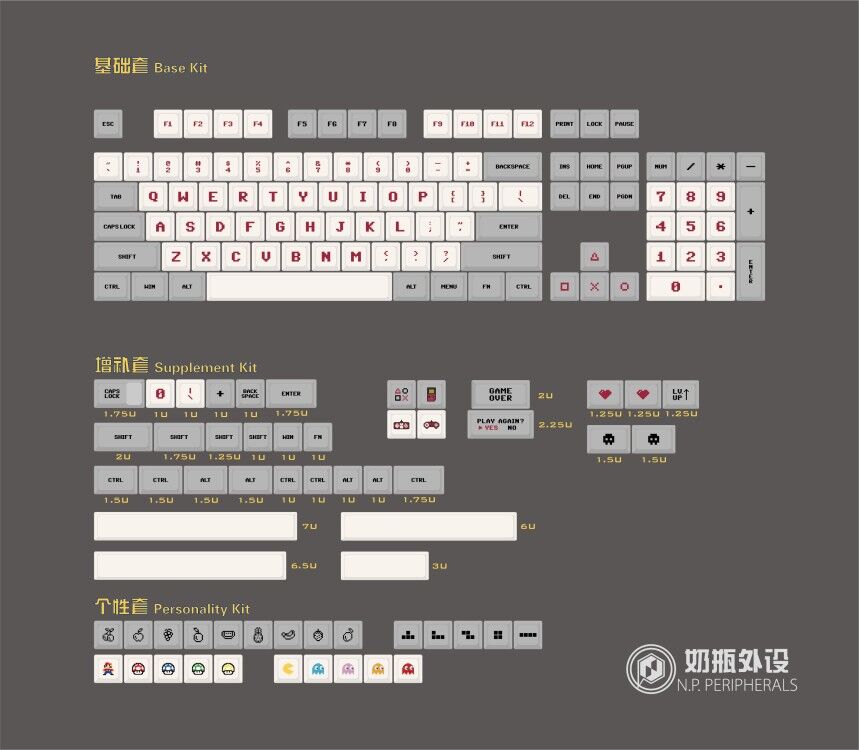 基础套 Base Kit
ESC F1 F2 F3 F4 F5 F6 F7 F8 F9 F10 F11 F12 PRINT LOCK PAUSE
~ ! @ # $ % ^ & * ( ) — + BACKSPACE INS HOME PGUP NUM / * —
` 1 2 3 4 5 6 7 8 9 0 - =
TAB Q W E R T Y U I O P { } | DEL END PGDN 7 8 9 +
[ ] \
CAPS LOCK A S D F G H J K L : " ENTER 4 5 6
; '
SHIFT Z X C V B N M < > ? SHIFT △ 1 2 3 ENTER
, . /
CTRL WIN ALT ALT MENU FN CTRL □ × ○ 0 .
增补套 Supplement Kit
CAPS LOCK 0 ! \ + BACK SPACE ENTER GAME OVER 2U LV. UP↑
1.75U 1U 1U 1U 1U 1.75U 1.25U 1.25U 1.25U
PLAY AGAIN? ▶YES NO 2.25U
SHIFT SHIFT SHIFT SHIFT WIN FN
2U 1.75U 1.25U 1U 1U 1U 1.5U 1.5U
CTRL CTRL ALT ALT CTRL CTRL ALT ALT CTRL
1.5U 1.5U 1.5U 1.5U 1U 1U 1U 1U 1.75U
7U 6U
6.5U 3U
个性套 Personality Kit
奶瓶外设
N.P. PERIPHERALS